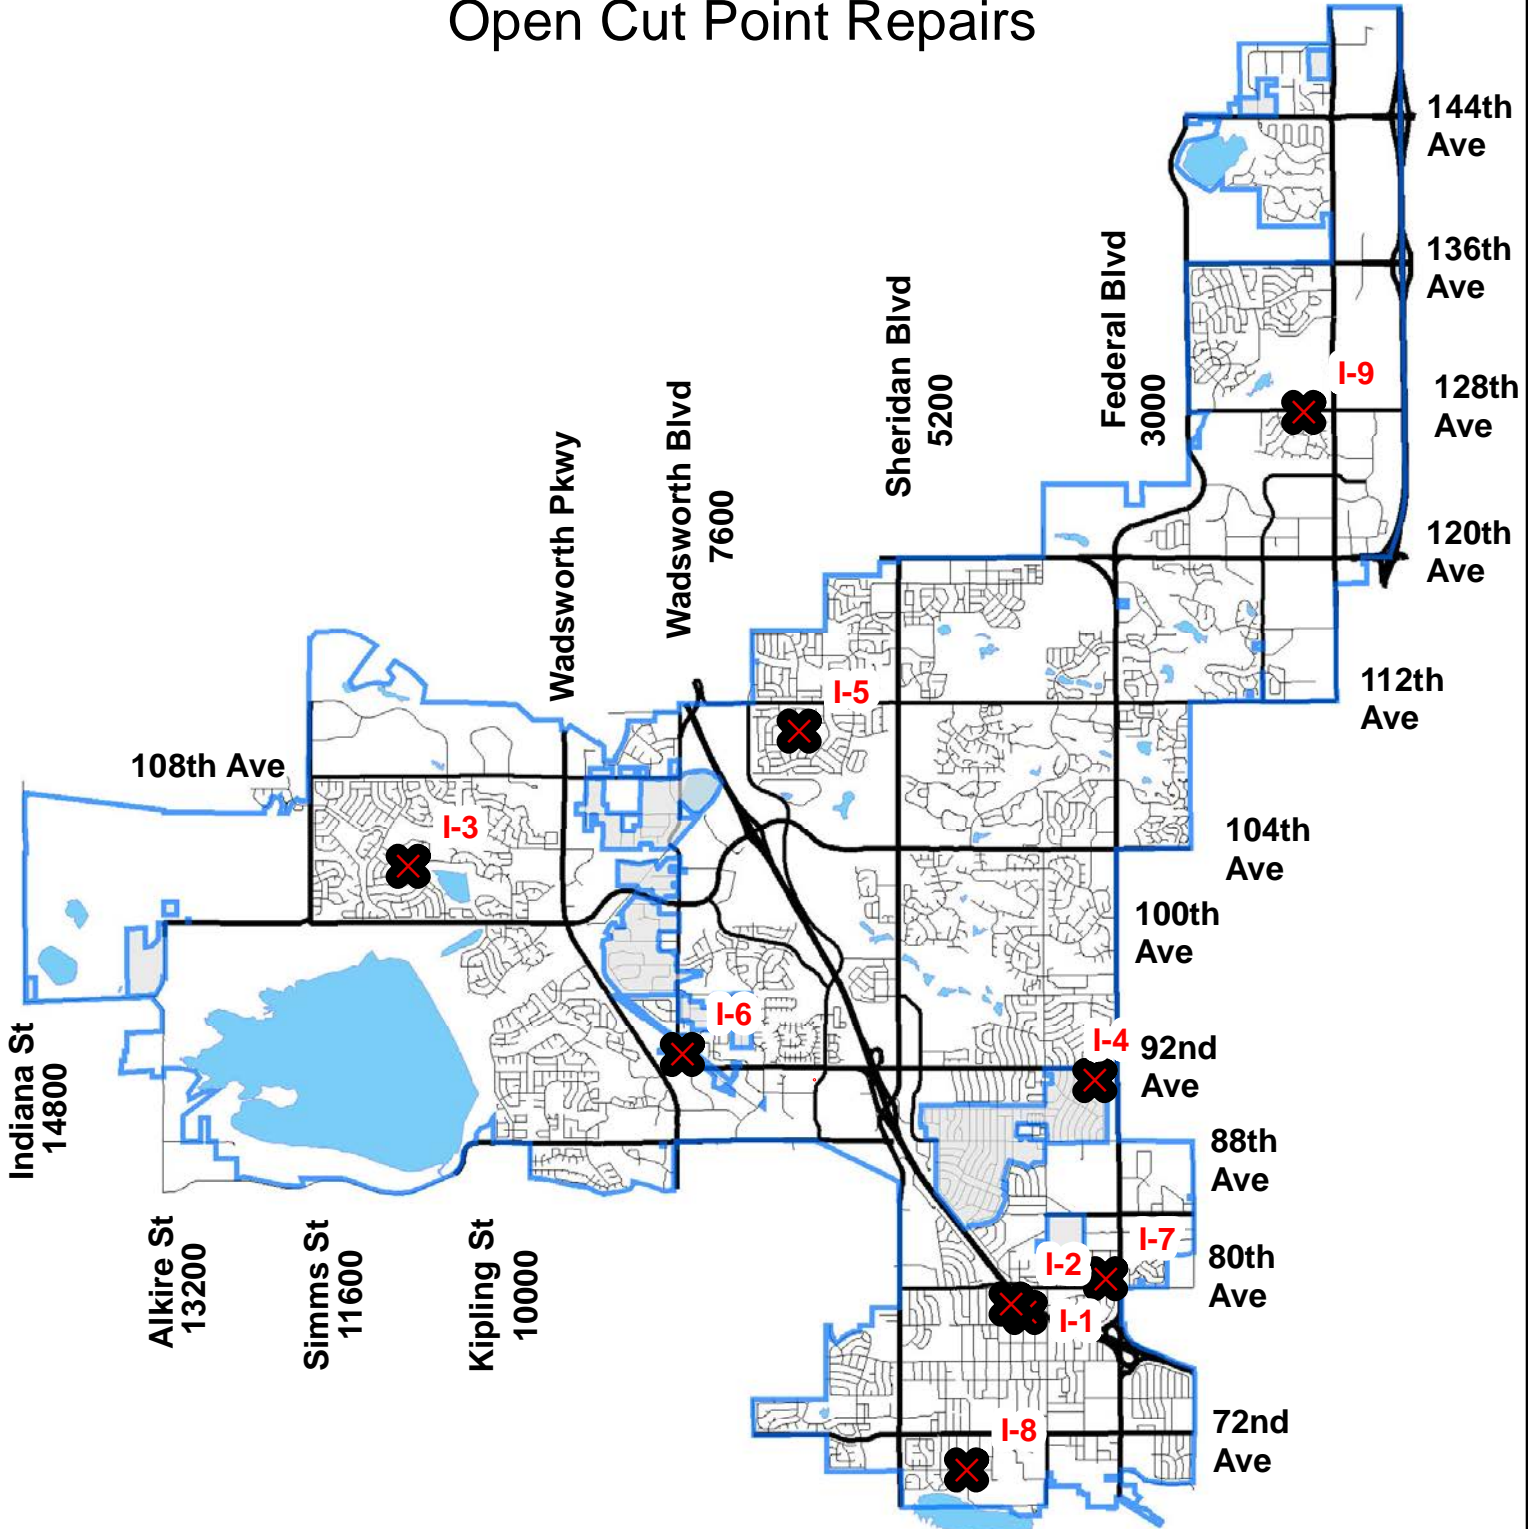 Open Cut Point Repairs
144th
Ave
136th
Ave
Federal Blvd
3000
Sheridan Blvd
5200
I-9
128th
Ave
Wadsworth Blvd
7600
Wadsworth Pkwy
120th
Ave
I-5
112th
Ave
108th Ave
I-3
104th
Ave
100th
Ave
I-6
I-4
92nd
Ave
Indiana St
14800
88th
Ave
Alkire St
13200
Simms St
11600
Kipling St
10000
I-7
I-2
80th
Ave
I-1
72nd
Ave
I-8